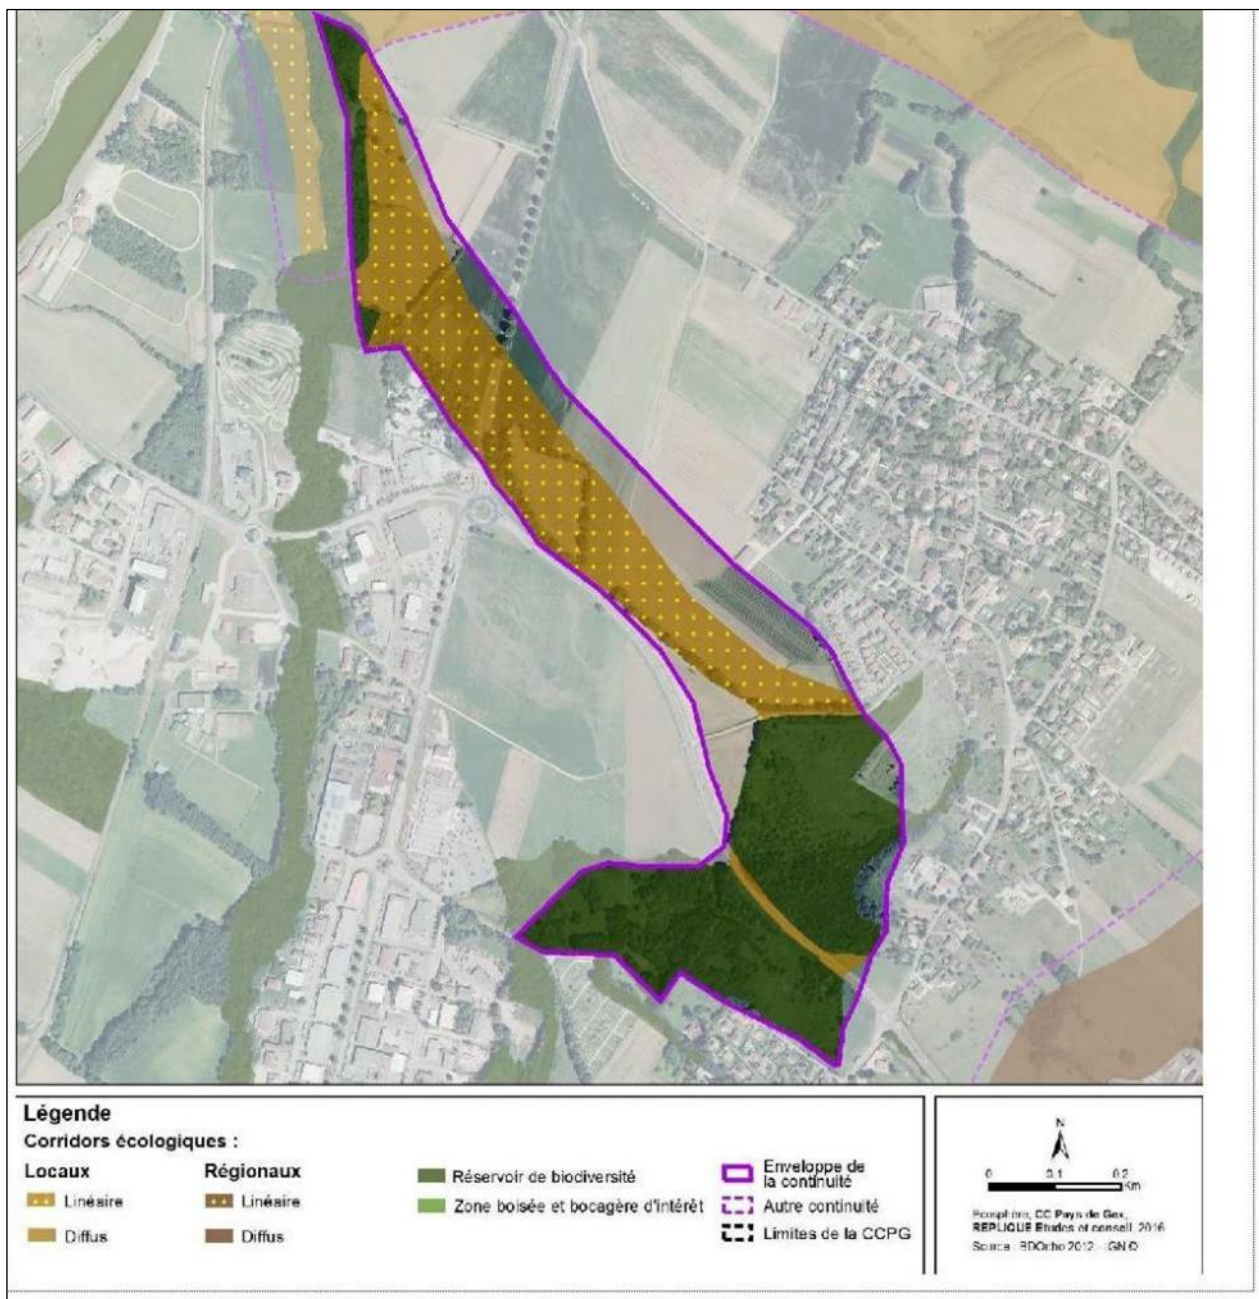 Légende
Corridors écologiques :
Locaux
Régionaux
Linéaire
Linéaire
Diffus
Diffus
Réservoir de biodiversité
Zone boisée et bocagère d'intérêt
Enveloppe de
la continuité
Autre continuité
Limites de la CCPG
N
0 0.1 0.2
Km
Ecosphère, CC Pays de Gex,
REPLIQUE Etudes et conseil, 2016
Source : BDOrtho 2012 - IGN ©